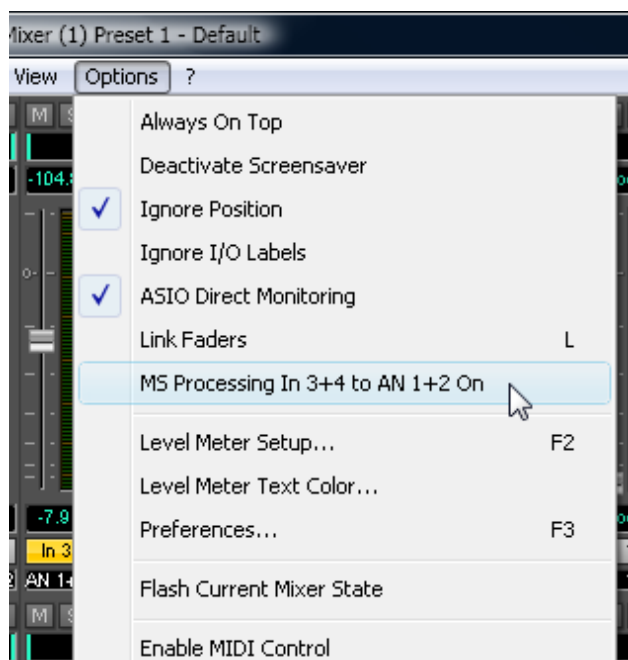 Mixer (1) Preset 1 - Default
View Options ?
M
Always On Top
-104.
Deactivate Screensaver
Ignore Position
Ignore I/O Labels
0-
ASIO Direct Monitoring
Link Faders L
MS Processing In 3+4 to AN 1+2 On
Level Meter Setup... F2
Level Meter Text Color...
-7.9
Preferences... F3
In 3
AN 1+
Flash Current Mixer State
M
Enable MIDI Control